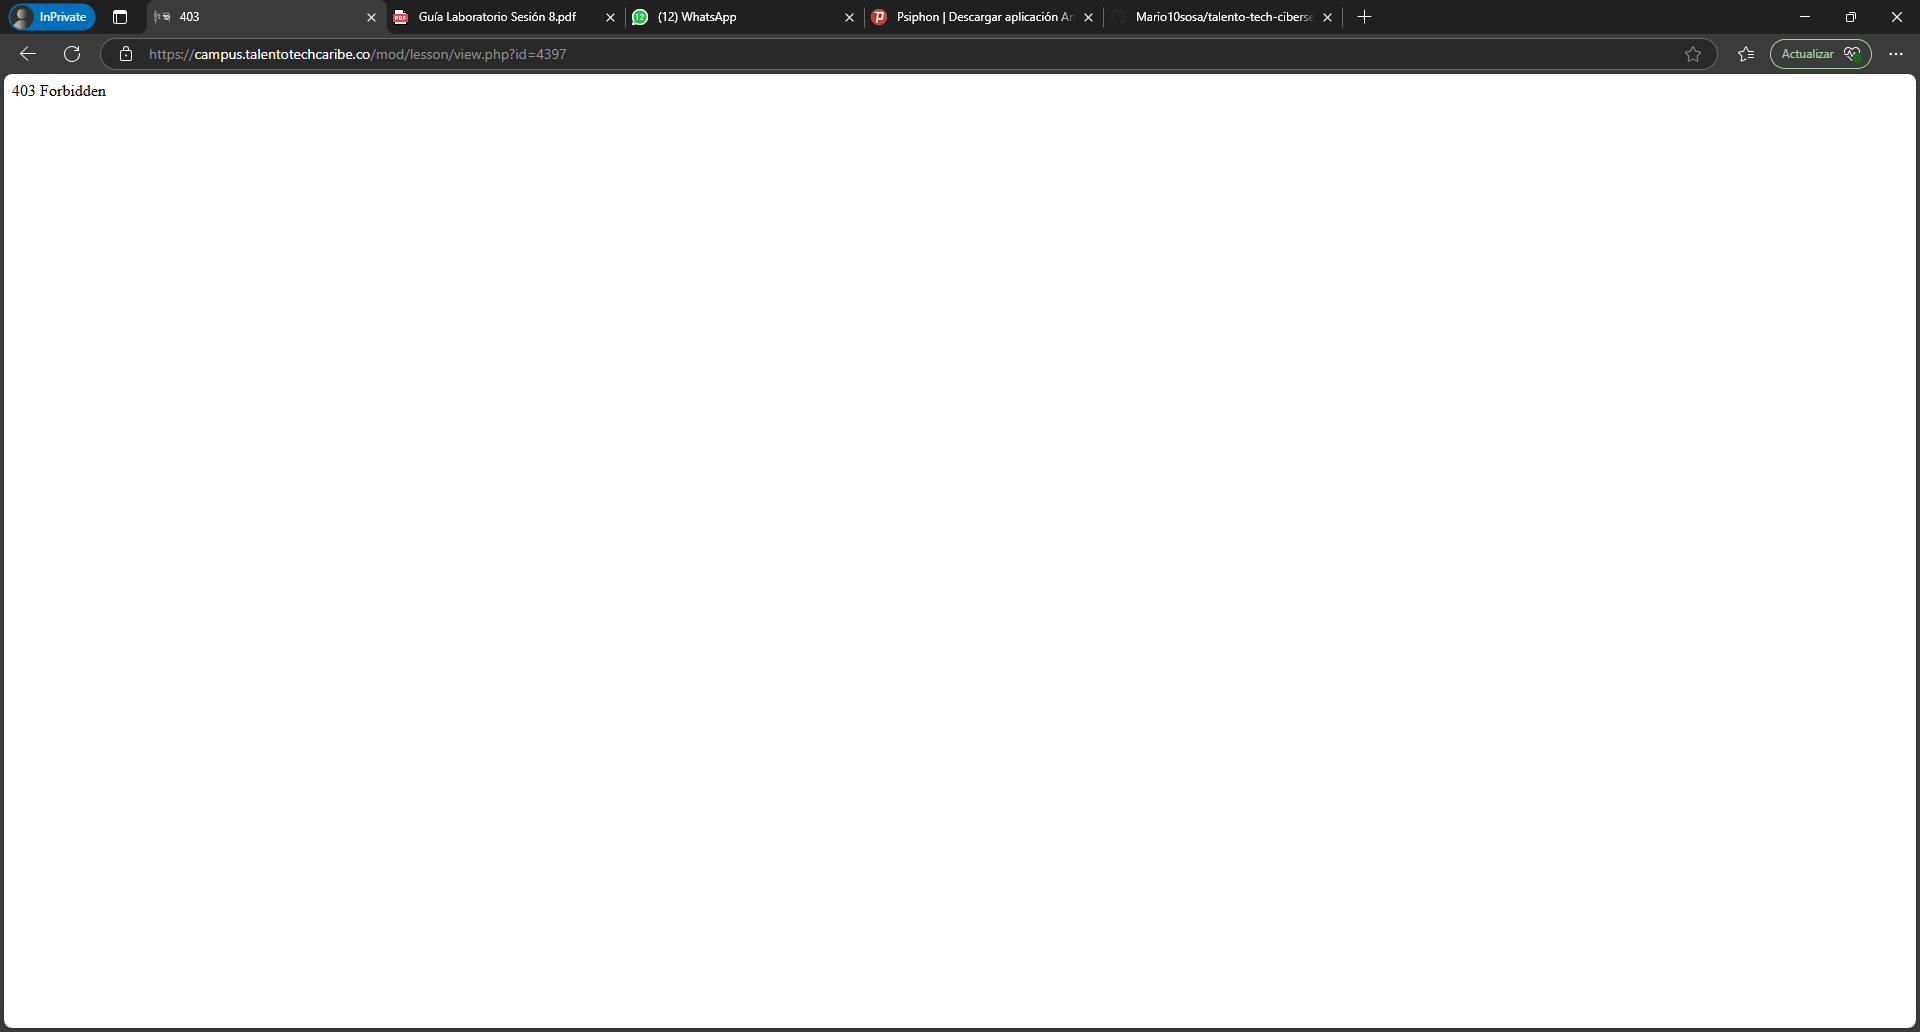 InPrivate
403
Guía Laboratorio Sesión 8.pdf
(12) WhatsApp
Psiphon | Descargar aplicación An
Mario10sosa/talento-tech-ciberse
https://campus.talentotechcaribe.co/mod/lesson/view.php?id=4397
Actualizar
403 Forbidden